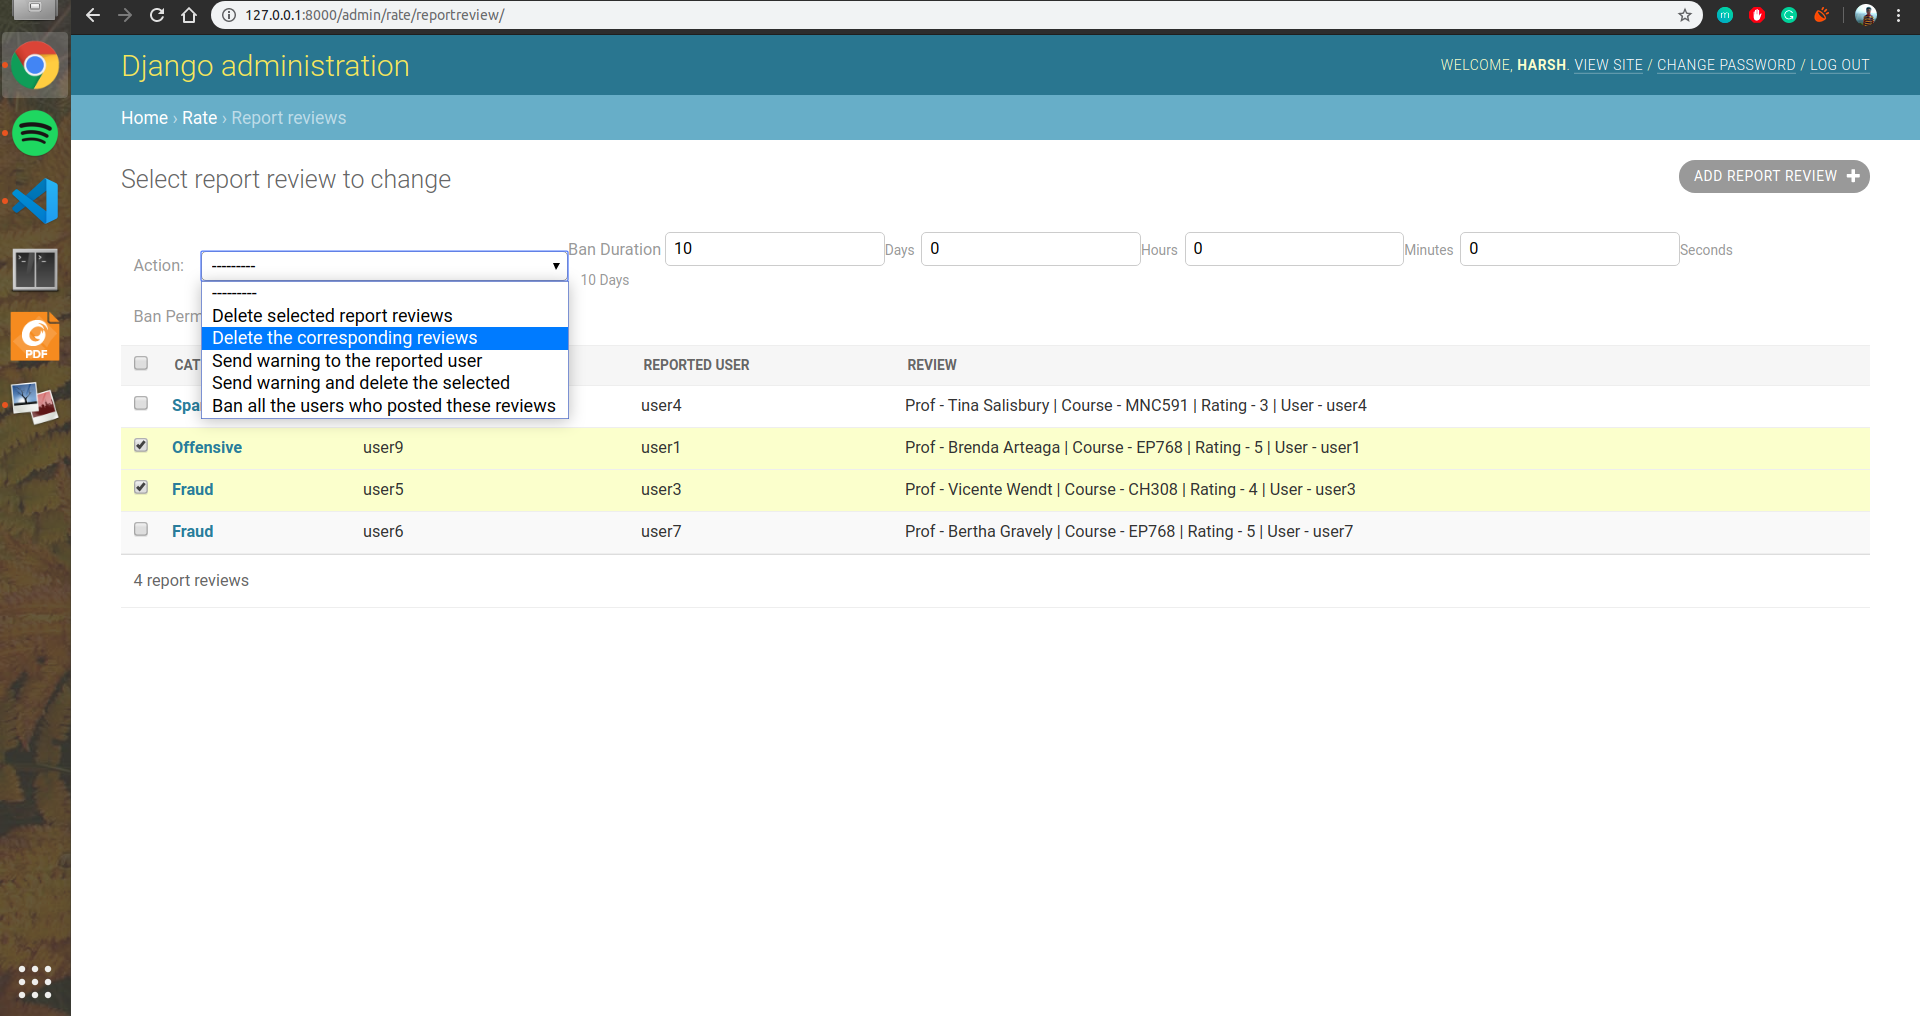 127.0.0.1:8000/admin/rate/reportreview/
Django administration
WELCOME, HARSH. VIEW SITE / CHANGE PASSWORD / LOG OUT
Home › Rate › Report reviews
Select report review to change
ADD REPORT REVIEW
Action: --------- Ban Duration 10 Days 0 Hours 0 Minutes 0 Seconds
10 Days
---------
Delete selected report reviews
Ban Perm
Delete the corresponding reviews
Send warning to the reported user
Send warning and delete the selected
Ban all the users who posted these reviews
CAT REPORTED USER REVIEW
Spa user4 Prof - Tina Salisbury | Course - MNC591 | Rating - 3 | User - user4
Offensive user9 user1 Prof - Brenda Arteaga | Course - EP768 | Rating - 5 | User - user1
Fraud user5 user3 Prof - Vicente Wendt | Course - CH308 | Rating - 4 | User - user3
Fraud user6 user7 Prof - Bertha Gravely | Course - EP768 | Rating - 5 | User - user7
4 report reviews
PDF